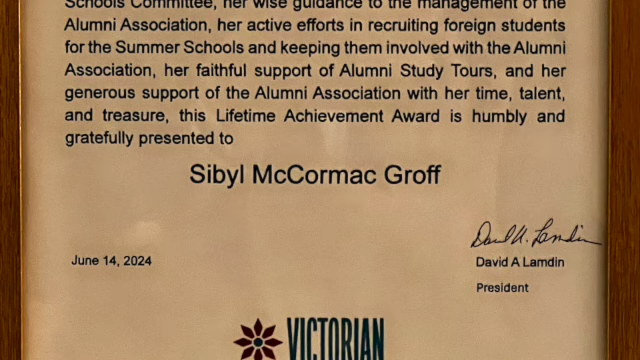 Schools Committee, her wise guidance to the management of the
Alumni Association, her active efforts in recruiting foreign students
for the Summer Schools and keeping them involved with the Alumni
Association, her faithful support of Alumni Study Tours, and her
generous support of the Alumni Association with her time, talent,
and treasure, this Lifetime Achievement Award is humbly and
gratefully presented to
Sibyl McCormac Groff
David A. Lamdin
June 14, 2024
David A Lamdin
President
VICTORIAN